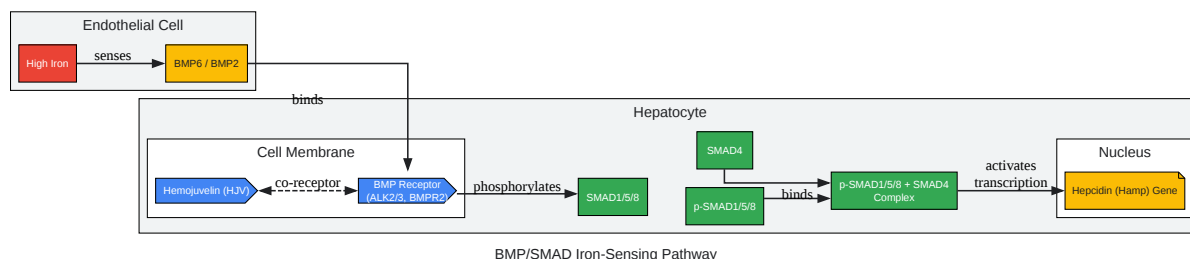 Endothelial Cell
High Iron
senses
BMP6 / BMP2
binds
Hepatocyte
Cell Membrane
Hemojuvelin (HJV)
co-receptor
BMP Receptor
(ALK2/3, BMPR2)
phosphorylates
SMAD1/5/8
SMAD4
p-SMAD1/5/8
binds
p-SMAD1/5/8 + SMAD4
Complex
activates
transcription
Nucleus
Hepcidin (Hamp) Gene
BMP/SMAD Iron-Sensing Pathway